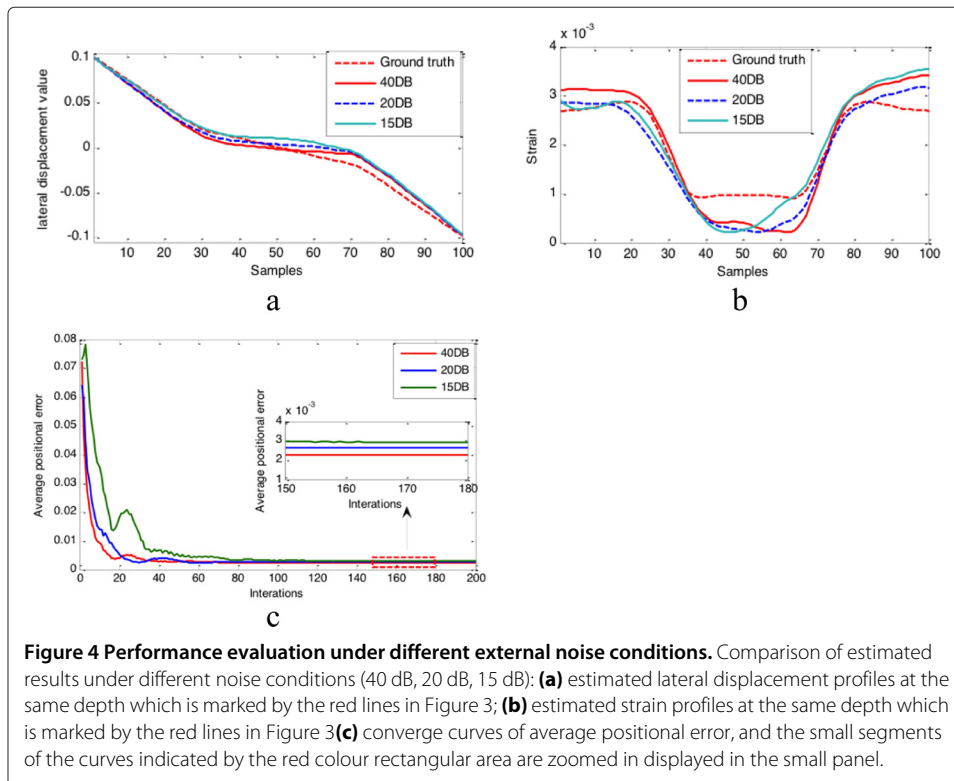 0.1
0.05
0
-0.05
-0.1
lateral displacement value
10 20 30 40 50 60 70 80 90 100
Samples
Ground truth
40DB
20DB
15DB
a
x 10⁻³
4
3
2
1
0
Strain
10 20 30 40 50 60 70 80 90 100
Samples
Ground truth
40DB
20DB
15DB
b
0.08
0.07
0.06
0.05
0.04
0.03
0.02
0.01
0
Average positional error
0 20 40 60 80 100 120 140 160 180 200
Interations
40DB
20DB
15DB
x 10⁻³
4
3
2
1
Average positional error
150 160 170 180
Interations
c
Figure 4 Performance evaluation under different external noise conditions. Comparison of estimated
results under different noise conditions (40 dB, 20 dB, 15 dB): (a) estimated lateral displacement profiles at the
same depth which is marked by the red lines in Figure 3; (b) estimated strain profiles at the same depth which
is marked by the red lines in Figure 3(c) converge curves of average positional error, and the small segments
of the curves indicated by the red colour rectangular area are zoomed in displayed in the small panel.